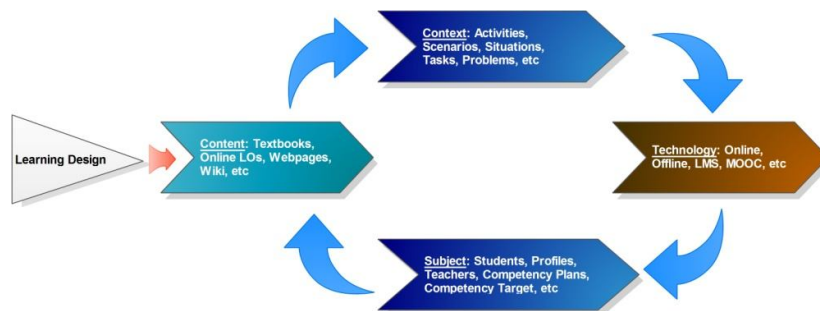 Context: Activities,
Scenarios, Situations,
Tasks, Problems, etc
Learning Design
Content: Textbooks,
Online LOs, Webpages,
Wiki, etc
Technology: Online,
Offline, LMS, MOOC, etc
Subject: Students, Profiles,
Teachers, Competency Plans,
Competency Target, etc